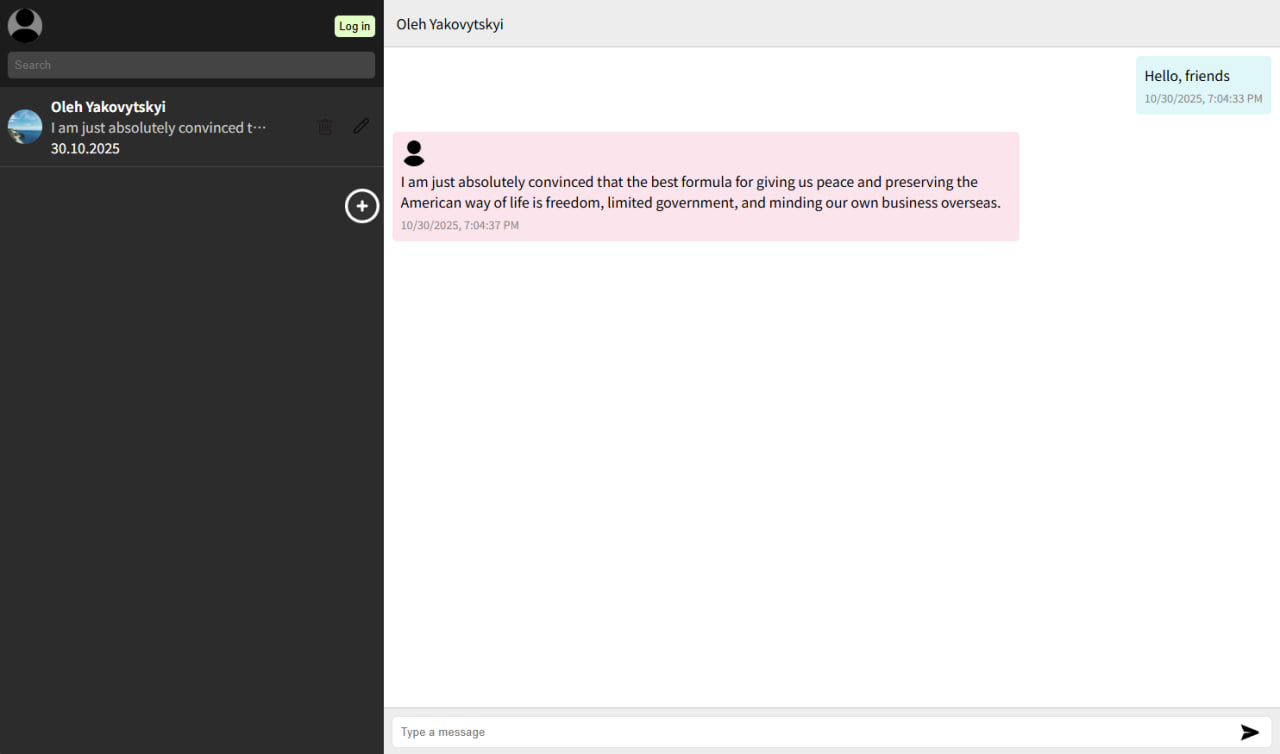 Log in
Search
Oleh Yakovytskyi
I am just absolutely convinced t···
30.10.2025
Oleh Yakovytskyi
Hello, friends
10/30/2025, 7:04:33 PM
I am just absolutely convinced that the best formula for giving us peace and preserving the
American way of life is freedom, limited government, and minding our own business overseas.
10/30/2025, 7:04:37 PM
Type a message